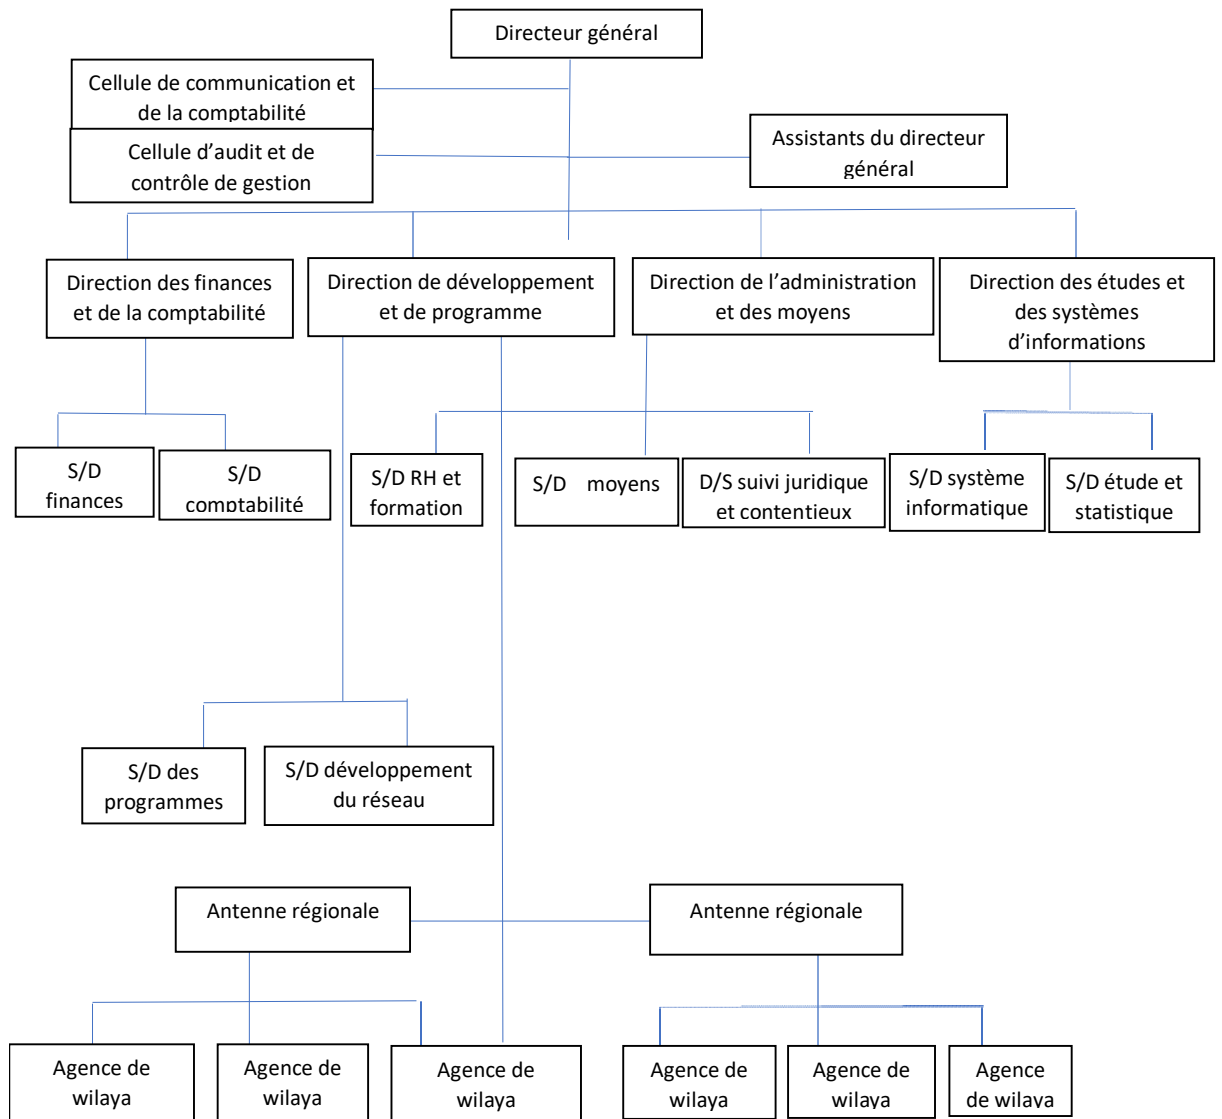 Directeur général
Cellule de communication et
de la comptabilité
Cellule d’audit et de
contrôle de gestion
Assistants du directeur
général
Direction des finances
et de la comptabilité
Direction de développement
et de programme
Direction de l’administration
et des moyens
Direction des études et
des systèmes
d’informations
S/D
finances
S/D
comptabilité
S/D RH et
formation
S/D moyens
D/S suivi juridique
et contentieux
S/D système
informatique
S/D étude et
statistique
S/D des
programmes
S/D développement
du réseau
Antenne régionale
Antenne régionale
Agence de
wilaya
Agence de
wilaya
Agence de
wilaya
Agence de
wilaya
Agence de
wilaya
Agence
de wilaya